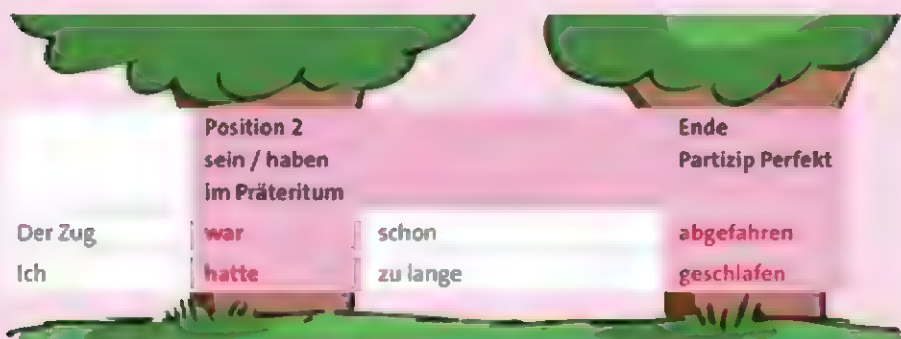 Position 2 Ende
sein / haben Partizip Perfekt
im Präteritum
Der Zug war schon abgefahren
Ich hatte zu lange geschlafen